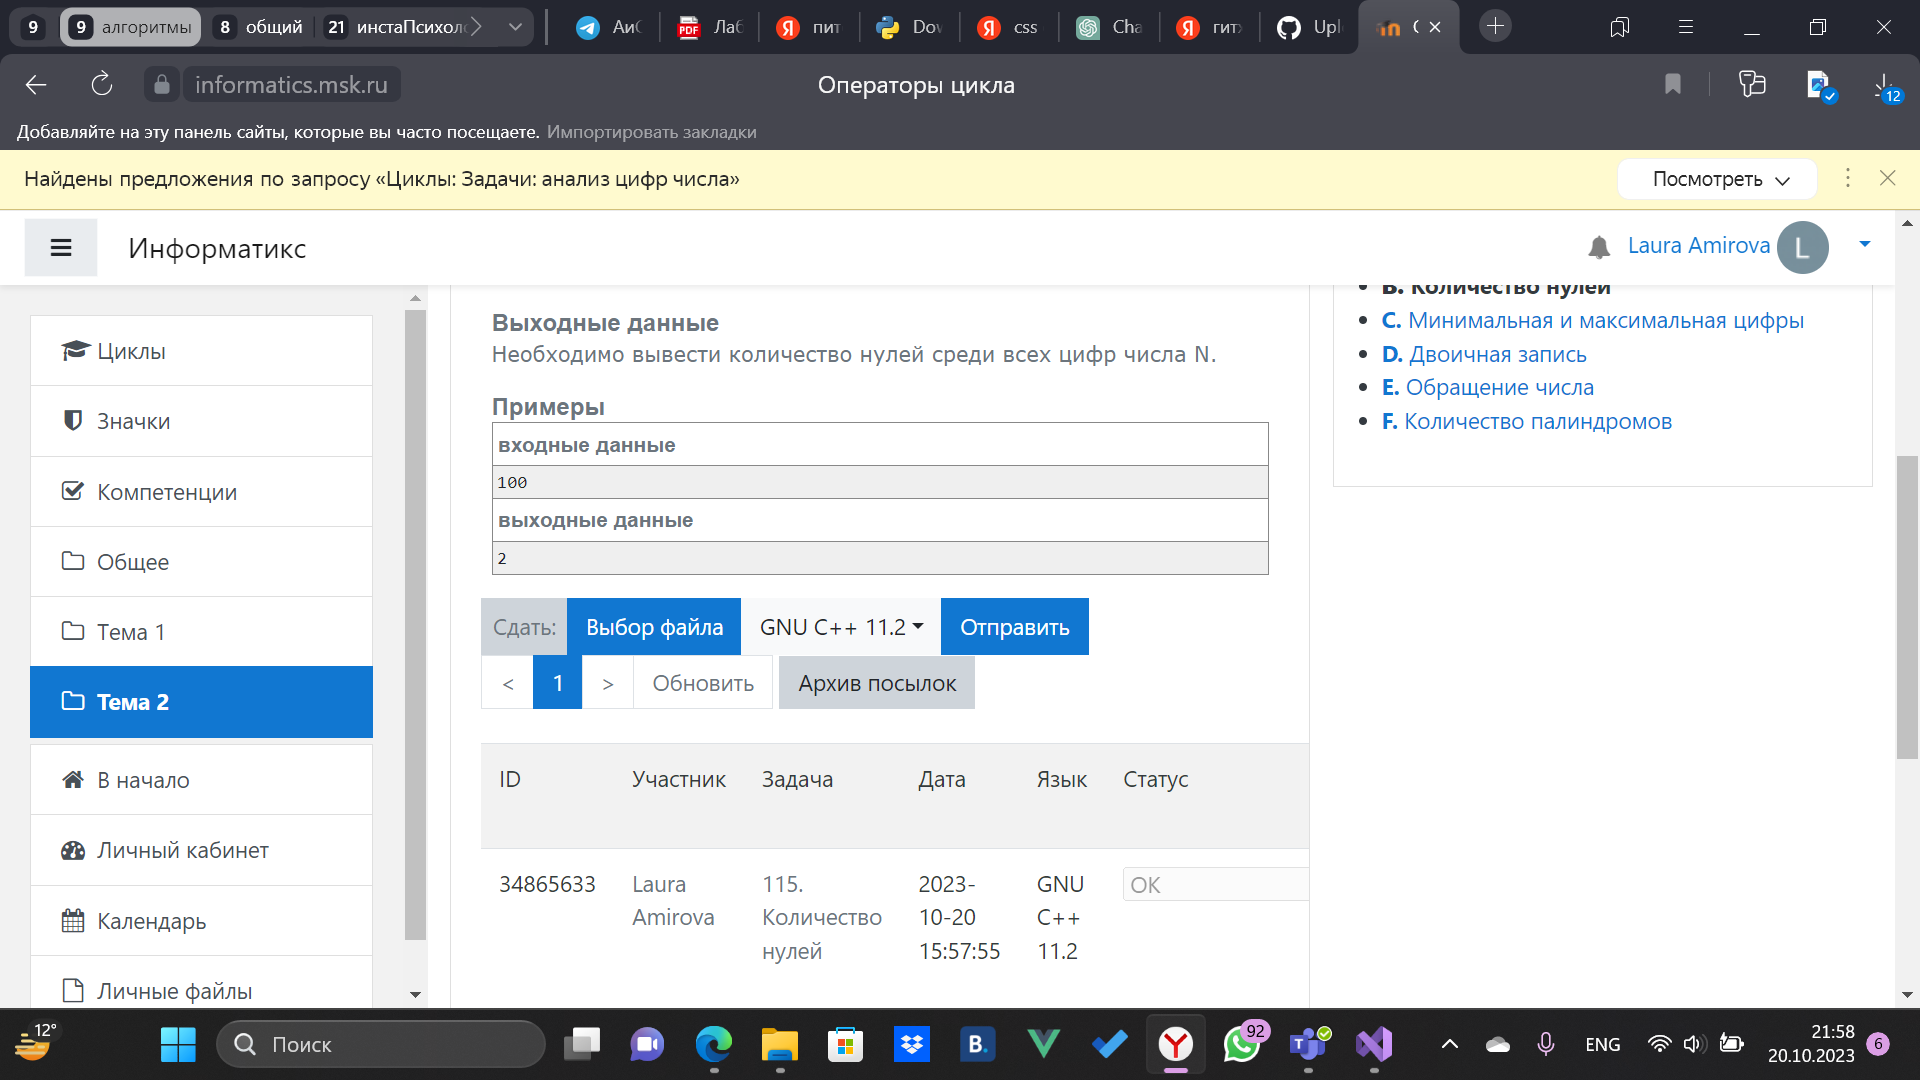 9
9 алгоритмы
8 общий
21 инстаПсихоло
АиС
PDF Лаб
Я пит
Dow
Я css
Cha
Я гит
Upl
← informatics.msk.ru
Операторы цикла
12
Добавляйте на эту панель сайты, которые вы часто посещаете. Импортировать закладки
Найдены предложения по запросу «Циклы: Задачи: анализ цифр числа»
Посмотреть
Информатикс
Laura Amirova
L
Циклы
Значки
Компетенции
Общее
Тема 1
Тема 2
В начало
Личный кабинет
Календарь
Личные файлы
Выходные данные
Необходимо вывести количество нулей среди всех цифр числа N.
Примеры
входные данные
100
выходные данные
2
Сдать: Выбор файла GNU C++ 11.2 Отправить
< 1 > Обновить Архив посылок
ID Участник Задача Дата Язык Статус
34865633 Laura Amirova 115. Количество нулей 2023-10-20 15:57:55 GNU C++ 11.2 OK
B. Количество нулей
C. Минимальная и максимальная цифры
D. Двоичная запись
E. Обращение числа
F. Количество палиндромов
12°
Поиск
B.
92
ENG
21:58
20.10.2023
6